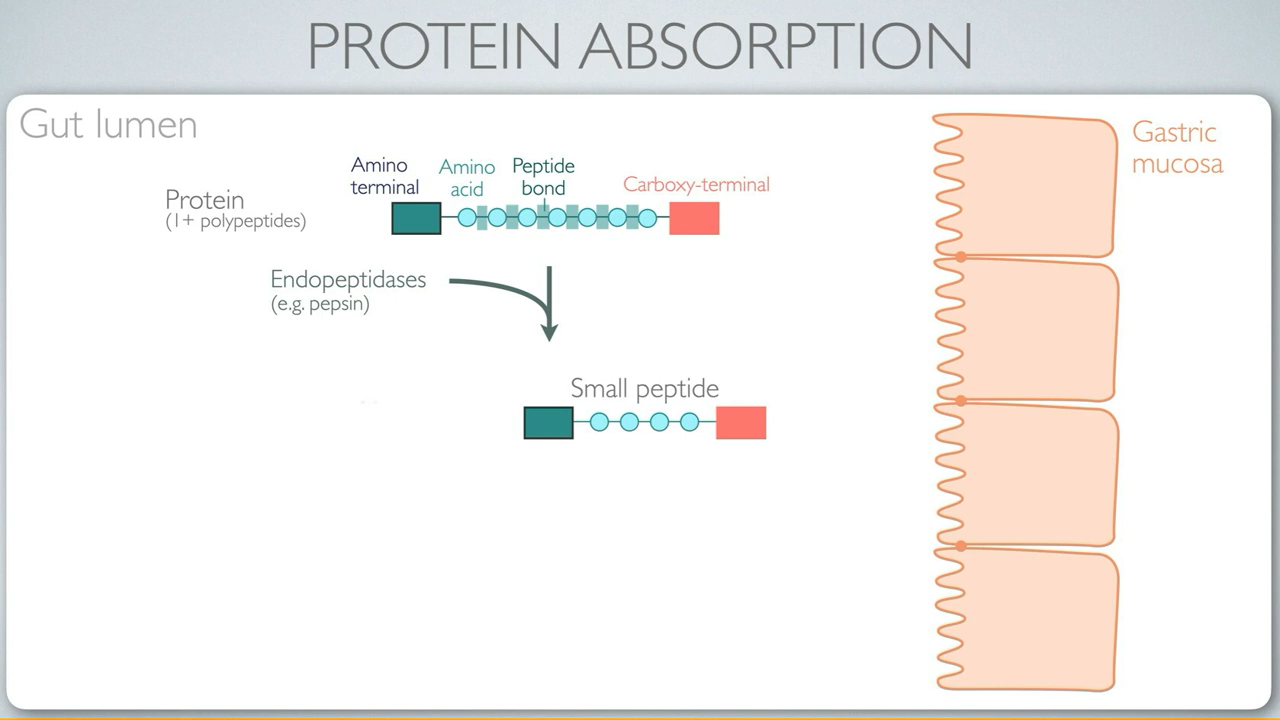 PROTEIN ABSORPTION
Gut lumen
Gastric
mucosa
Amino
terminal
Amino
acid
Peptide
bond
Carboxy-terminal
Protein
(1+ polypeptides)
Endopeptidases
(e.g. pepsin)
Small peptide